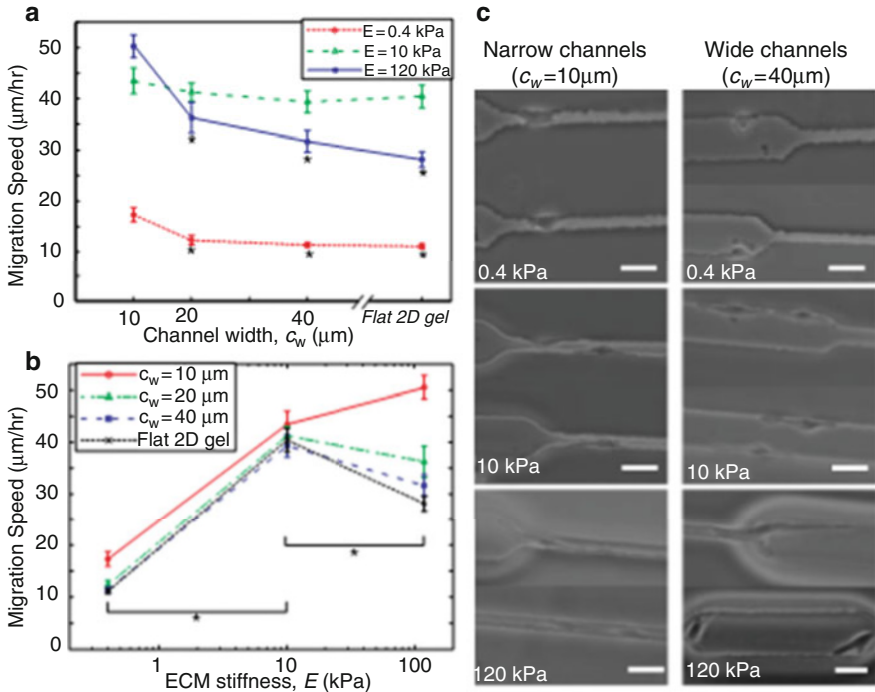 a
Migration Speed (μm/hr)
50
40
30
20
10
0
E = 0.4 kPa
E = 10 kPa
E = 120 kPa
*
*
*
*
*
*
10
20
40
Flat 2D gel
Channel width, cw (μm)
b
Migration Speed (μm/hr)
50
40
30
20
10
0
cw = 10 μm
cw = 20 μm
cw = 40 μm
Flat 2D gel
*
*
1
10
100
ECM stiffness, E (kPa)
c
Narrow channels
(cw=10μm)
Wide channels
(cw=40μm)
0.4 kPa
0.4 kPa
10 kPa
10 kPa
120 kPa
120 kPa